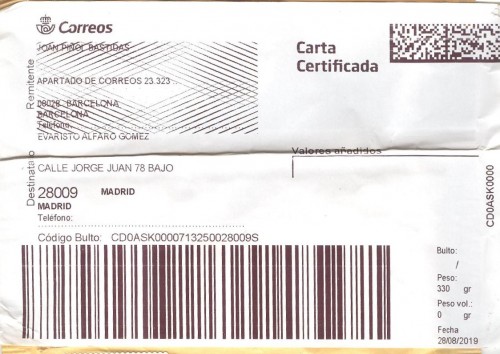 Correos
Carta
Certificada
Remitente
JOAN PIÑOL BASTIDAS
APARTADO DE CORREOS 23.323
08028 BARCELONA
BARCELONA
Teléfono:
EVARISTO ALFARO GOMEZ
Valores añadidos
Destinatario
CALLE JORGE JUAN 78 BAJO
28009 MADRID
MADRID
Teléfono:
Código Bulto: CD0ASK0000713250028009S
CD0ASK0000
Bulto:
/
Peso:
330 gr
Peso vol.:
0 gr
Fecha
28/08/2019